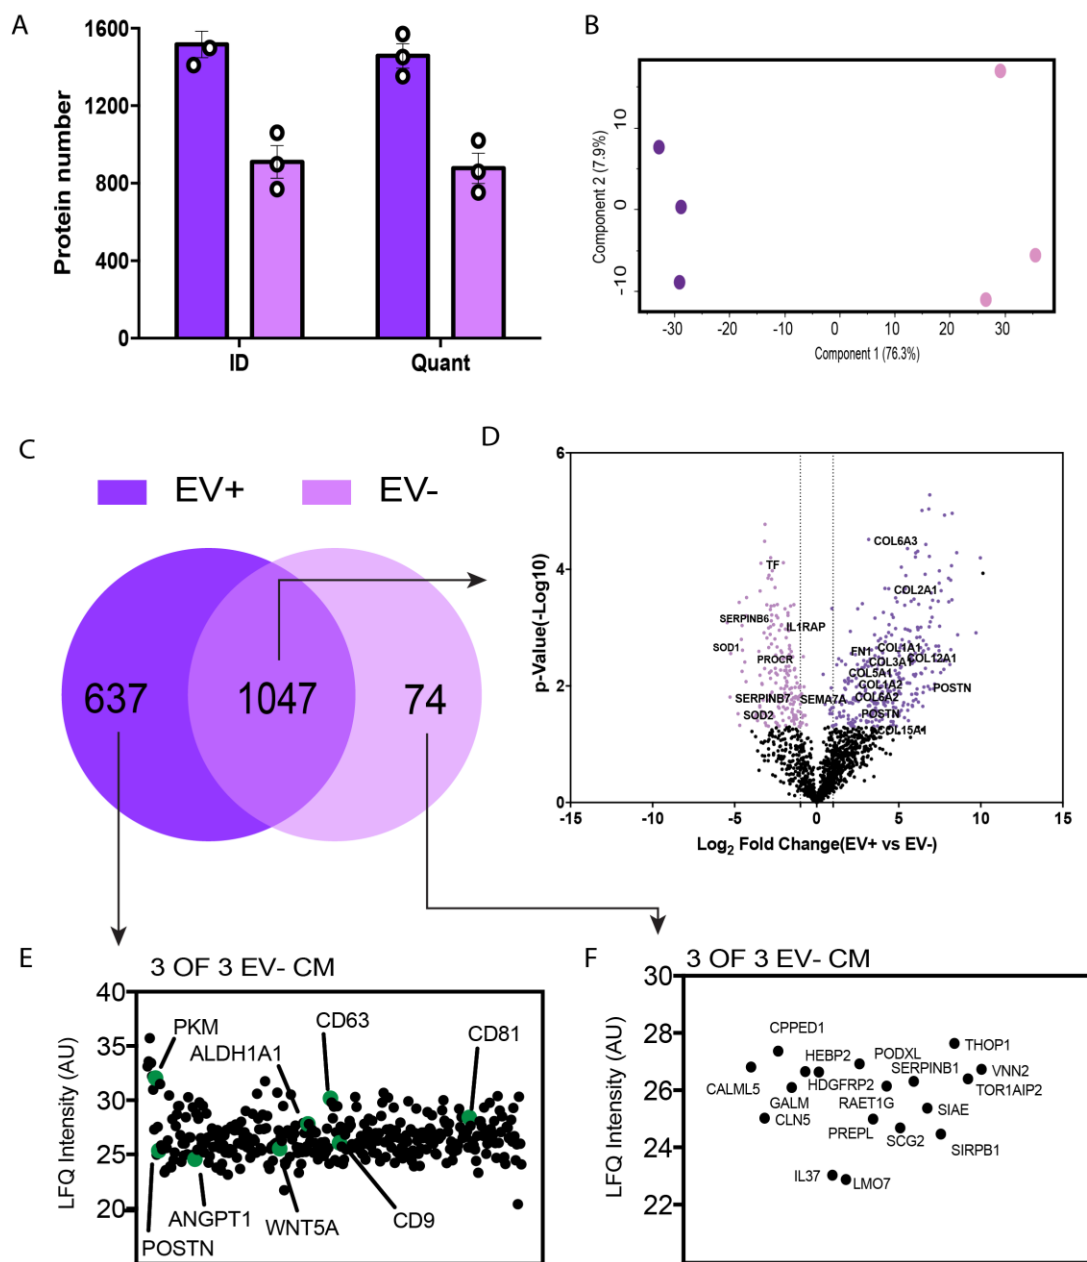 A
Protein number
1600
1200
800
400
0
ID
Quant
B
Component 2 (7.9%)
10
0
-10
-30
-20
-10
0
10
20
30
Component 1 (76.3%)
C
EV+
EV-
637
1047
74
D
p-Value(-Log10)
6
4
2
0
COL6A3
TF
COL2A1
SERPINB6
IL1RAP
SOD1
FN1
COL1A1
PROCR
COL3A1
COL12A1
COL5A1
COL1A2
POSTN
SERPINB7
SEMA7A
COL6A2
SOD2
POSTN
COL15A1
-15
-10
-5
0
5
10
15
Log2 Fold Change(EV+ vs EV-)
E
3 OF 3 EV- CM
LFQ Intensity (AU)
40
35
30
25
20
PKM
CD63
CD81
ALDH1A1
ANGPT1
WNT5A
CD9
POSTN
F
3 OF 3 EV- CM
LFQ Intensity (AU)
30
28
26
24
22
CPPED1
THOP1
HEBP2
PODXL
SERPINB1
VNN2
CALML5
HDGFRP2
TOR1AIP2
GALM
RAET1G
SIAE
CLN5
PREPL
SCG2
SIRPB1
IL37
LMO7